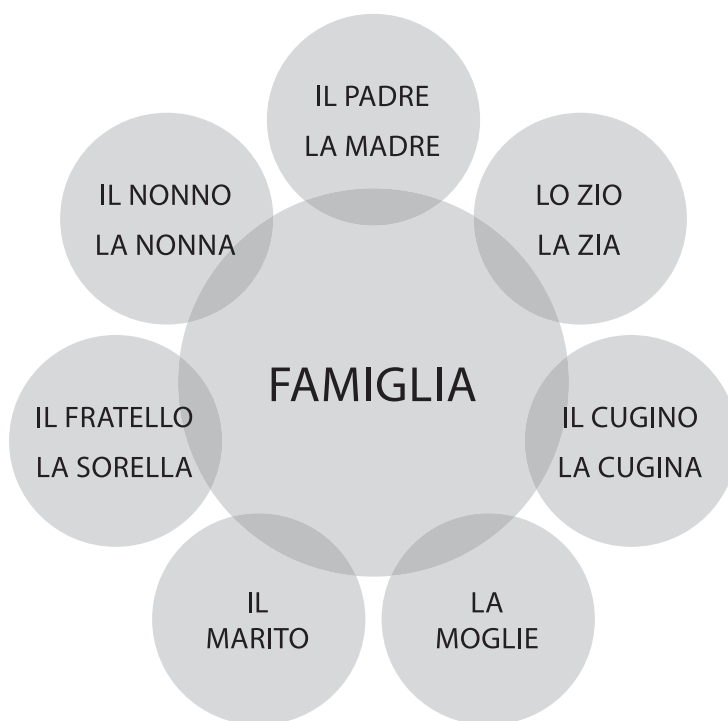 IL PADRE
LA MADRE
IL NONNO
LA NONNA
LO ZIO
LA ZIA
FAMIGLIA
IL FRATELLO
LA SORELLA
IL CUGINO
LA CUGINA
IL
MARITO
LA
MOGLIE